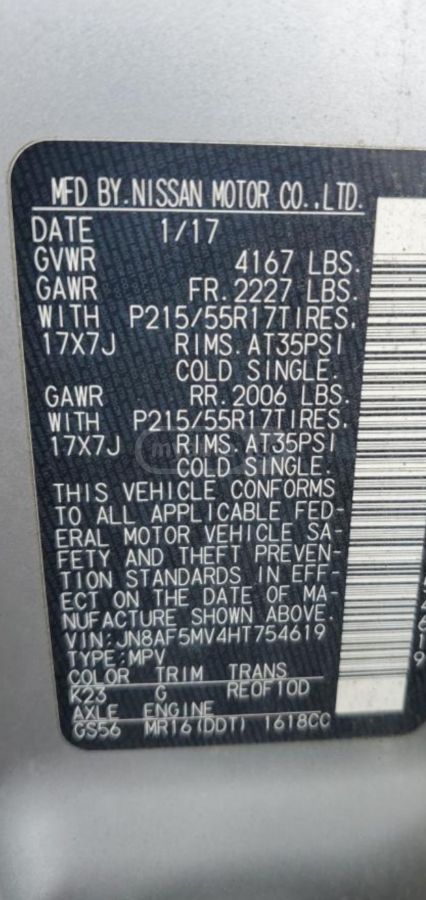 MFD BY.NISSAN MOTOR CO.,LTD.
DATE 1/17
GVWR 4167 LBS.
GAWR FR.2227 LBS.
WITH P215/55R17TIRES,
17X7J RIMS.AT35PSI
COLD SINGLE.
GAWR RR.2006 LBS.
WITH P215/55R17TIRES,
17X7J RIMS.AT35PSI
COLD SINGLE.
THIS VEHICLE CONFORMS
TO ALL APPLICABLE FED-
ERAL MOTOR VEHICLE SA-
FETY AND THEFT PREVEN-
TION STANDARDS IN EFF-
ECT ON THE DATE OF MA-
NUFACTURE SHOWN ABOVE.
VIN:JN8AF5MV4HT754619
TYPE:MPV
COLOR TRIM TRANS
K23 G REOFTOD
AXLE ENGINE
GS56 MR16(DDT) 1618CC